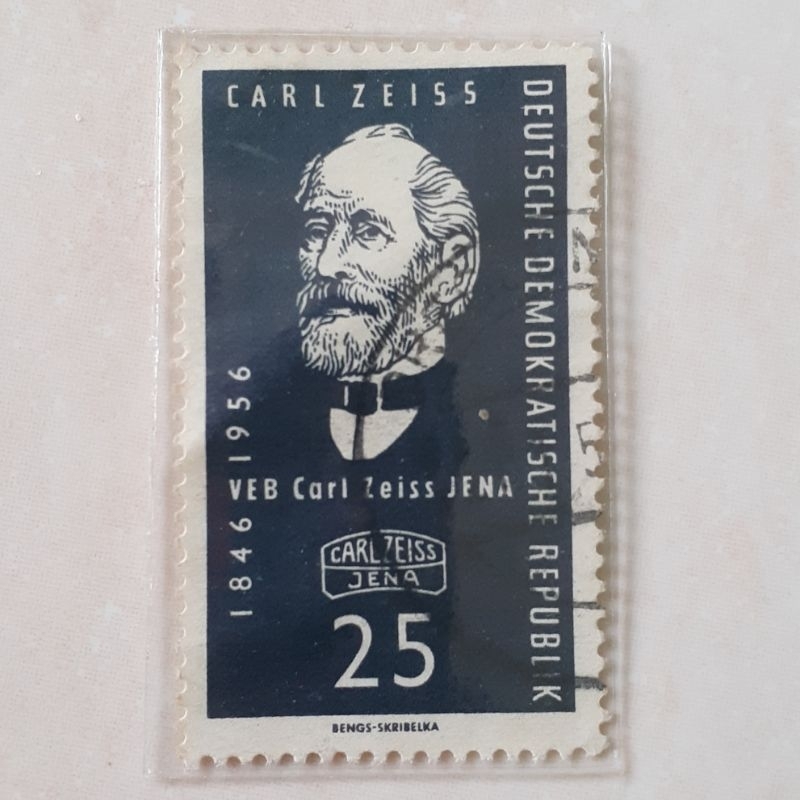 CARL ZEISS
DEUTSCHE DEMOKRATISCHE REPUBLIK
1846 1956
VEB Carl Zeiss JENA
CARL ZEISS
JENA
25
BENGS-SKRIBELKA